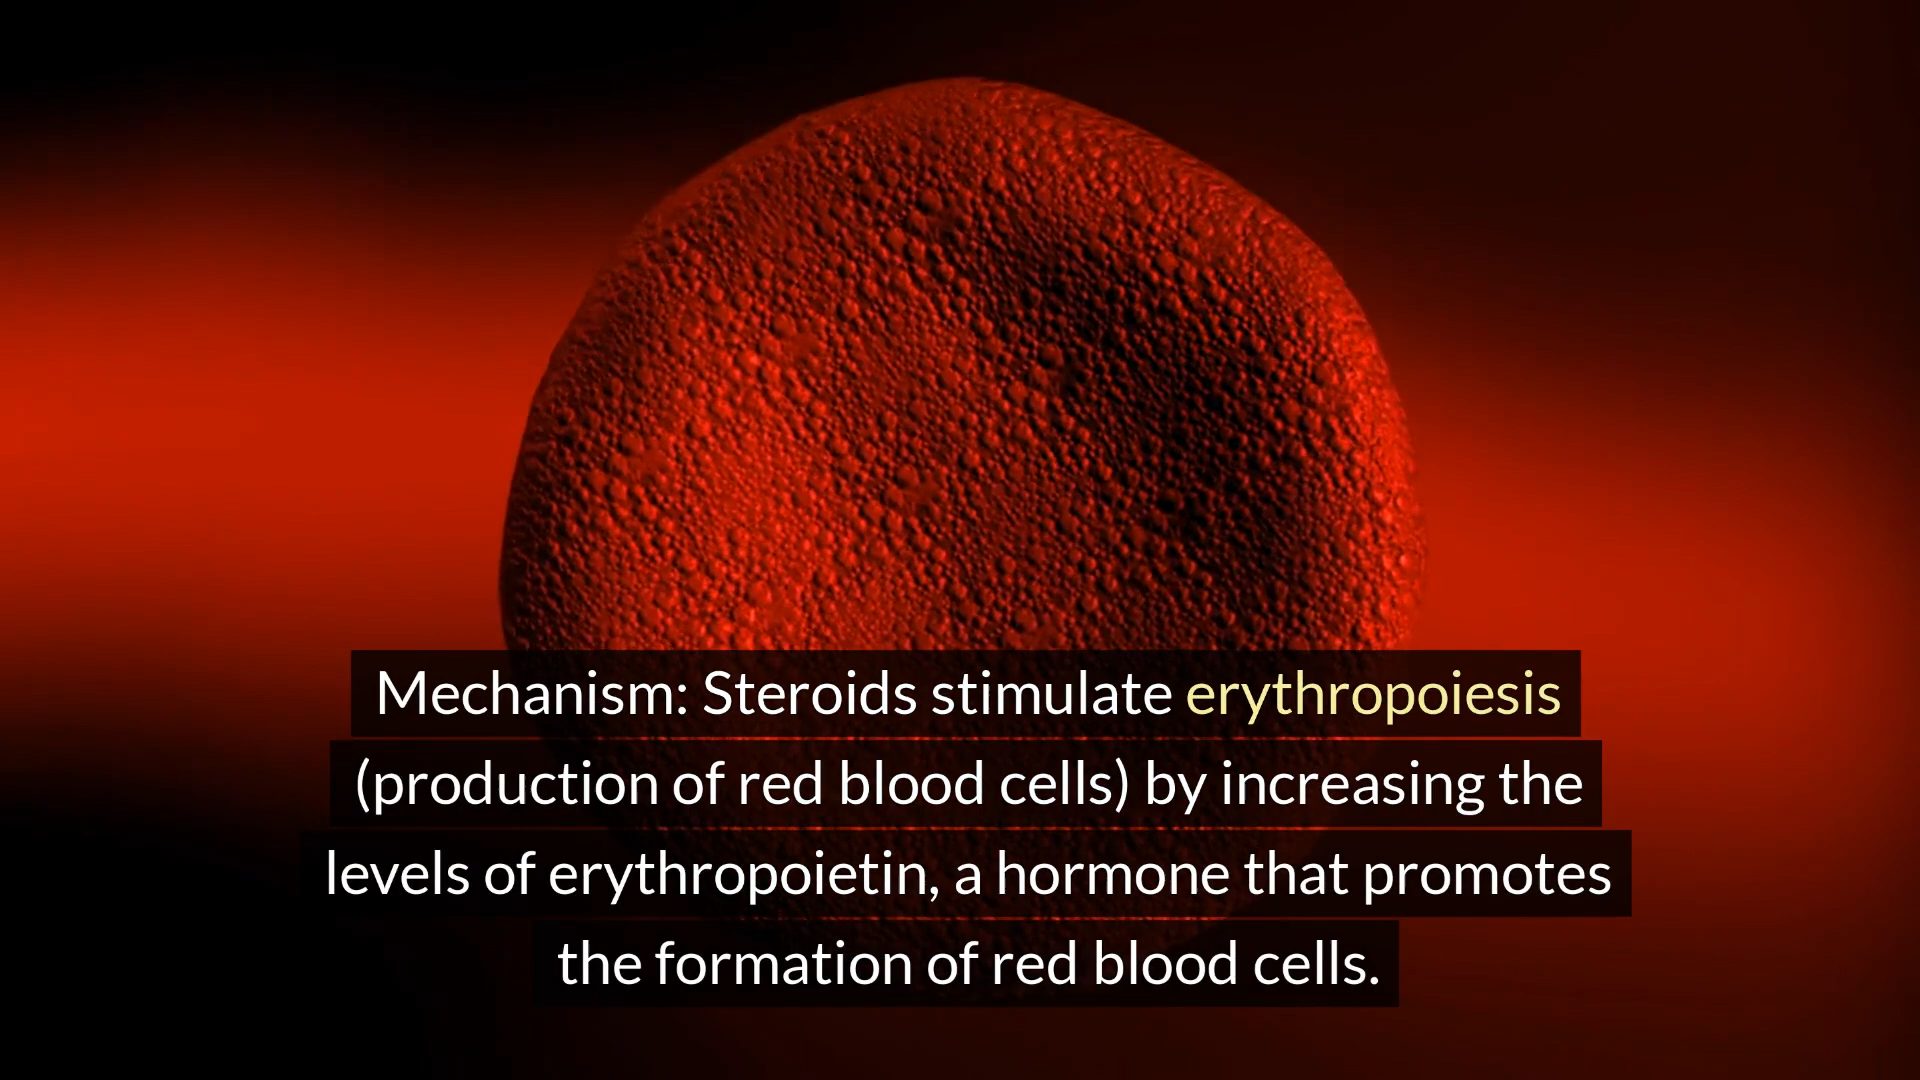 Mechanism: Steroids stimulate erythropoiesis
(production of red blood cells) by increasing the
levels of erythropoietin, a hormone that promotes
the formation of red blood cells.